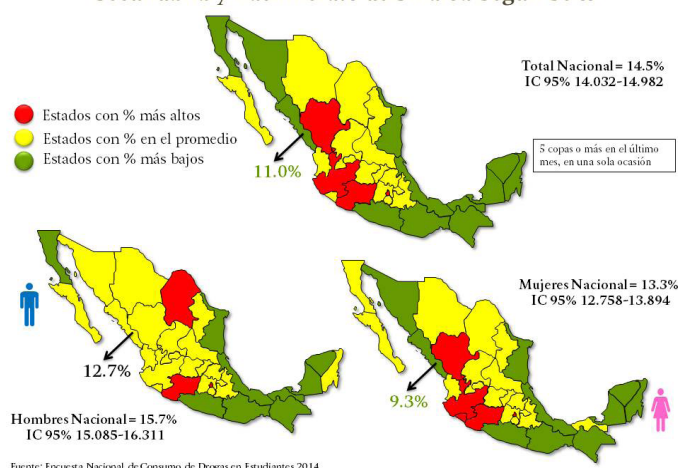 Total Nacional = 14.5%
IC 95% 14.032-14.982
Estados con % más altos
Estados con % en el promedio
Estados con % más bajos
5 copas o más en el último
mes, en una sola ocasión
11.0%
Mujeres Nacional = 13.3%
IC 95% 12.758-13.894
12.7%
9.3%
Hombres Nacional = 15.7%
IC 95% 15.085-16.311
Fuente: Encuesta Nacional de Consumo de Drogas en Estudiantes 2014